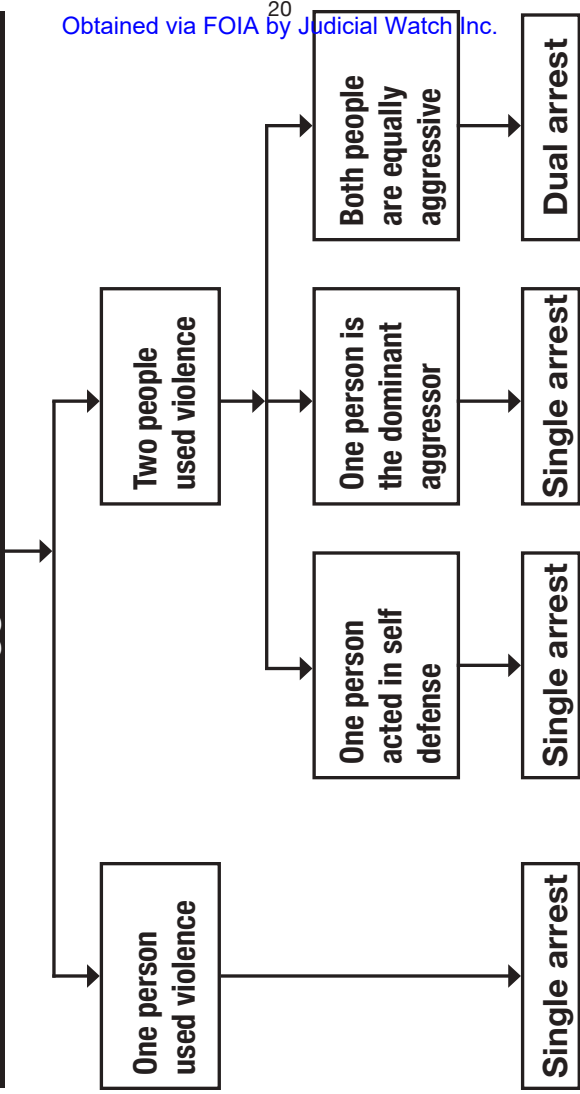 20
Obtained via FOIA by Judicial Watch Inc.
One person
used violence
Two people
used violence
One person
acted in self
defense
One person is
the dominant
aggressor
Both people
are equally
aggressive
Single arrest
Single arrest
Single arrest
Dual arrest